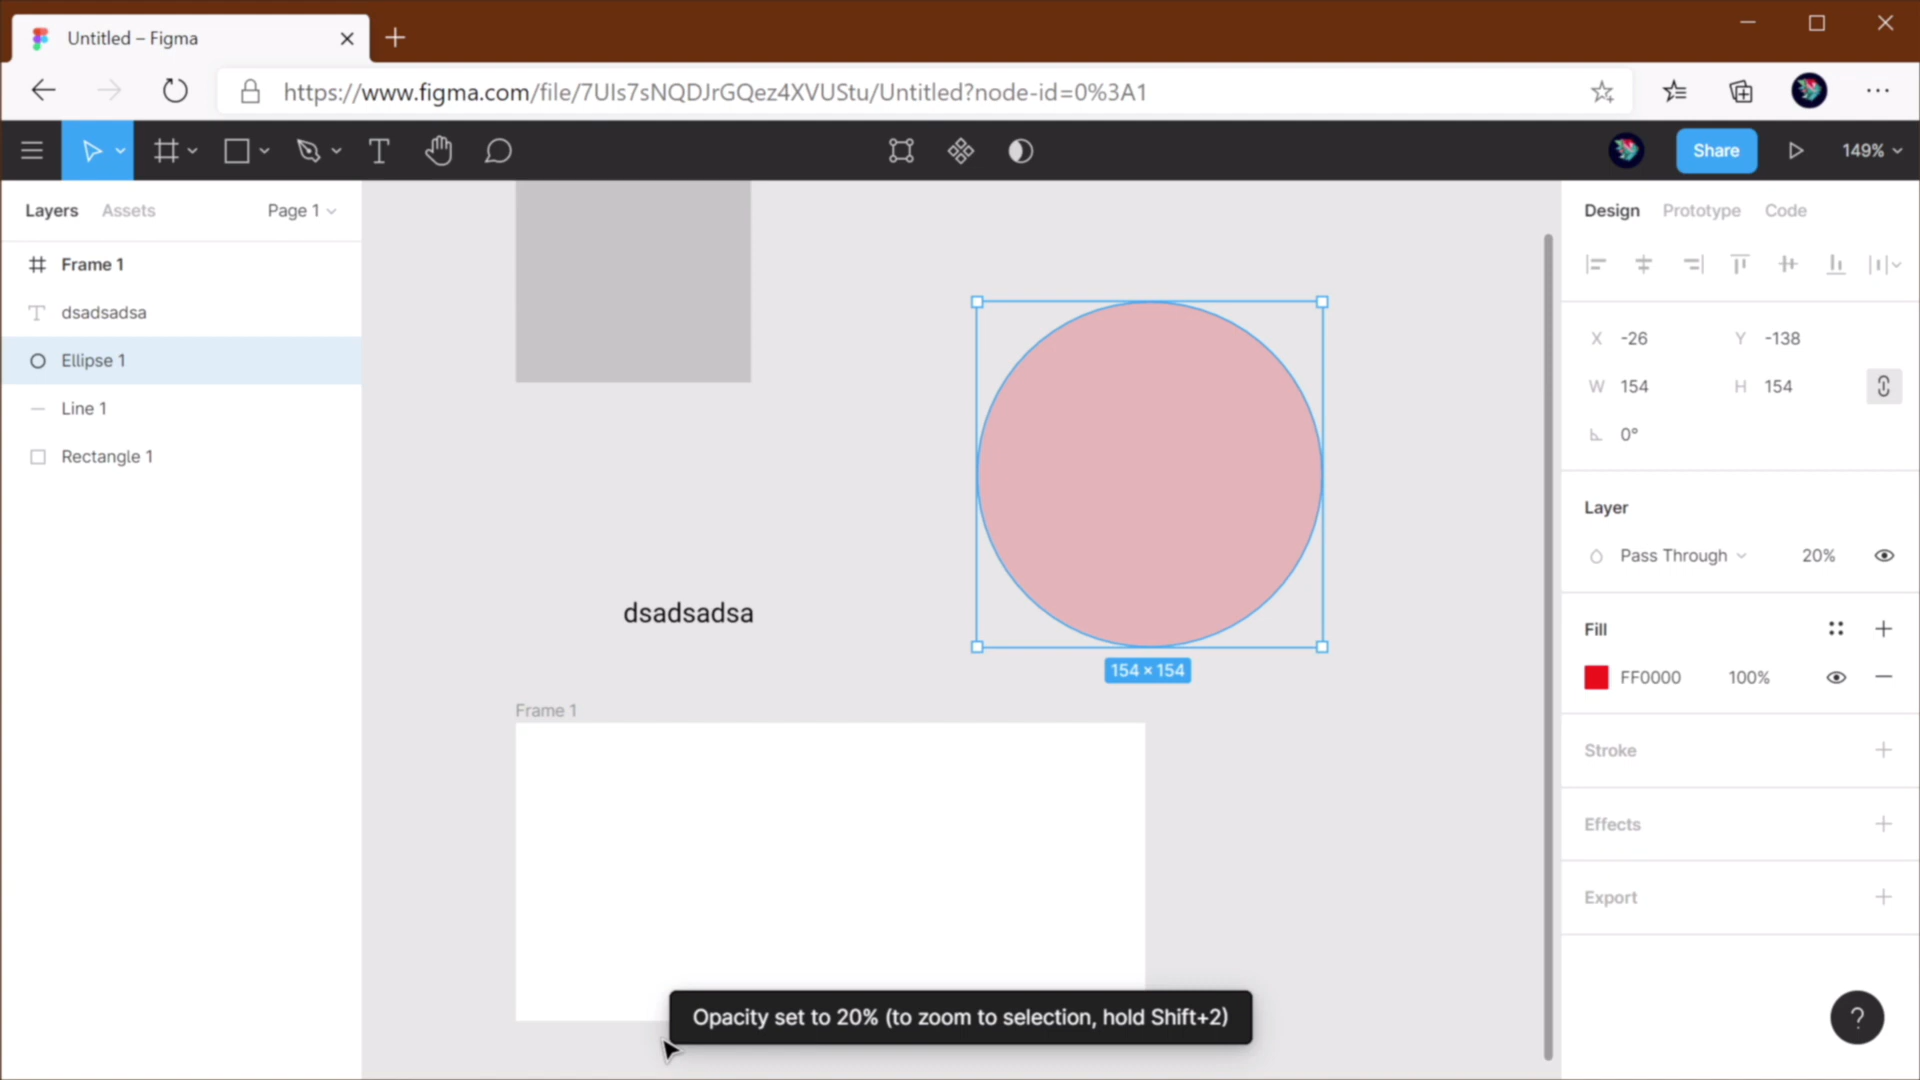 Untitled – Figma
https://www.figma.com/file/7UIs7sNQDJrGQez4XVUStu/Untitled?node-id=0%3A1
Share
149%
Layers
Assets
Page 1
Design
Prototype
Code
Frame 1
dsadsadsa
Ellipse 1
Line 1
Rectangle 1
X -26
Y -138
W 154
H 154
0°
Layer
Pass Through
20%
Fill
FF0000
100%
Stroke
Effects
Export
dsadsadsa
154 × 154
Frame 1
Opacity set to 20% (to zoom to selection, hold Shift+2)
?